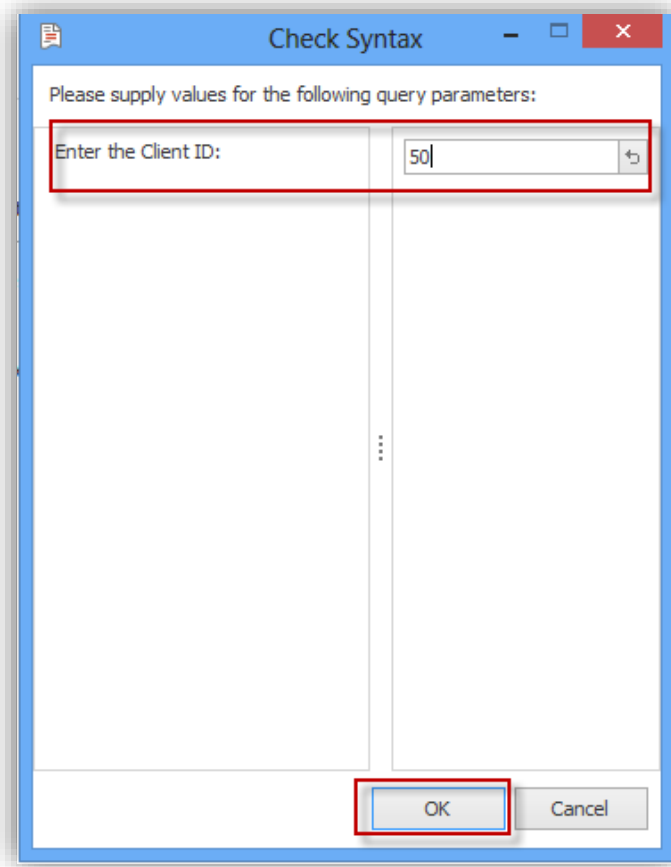 Check Syntax
Please supply values for the following query parameters:
Enter the Client ID: 50
OK Cancel